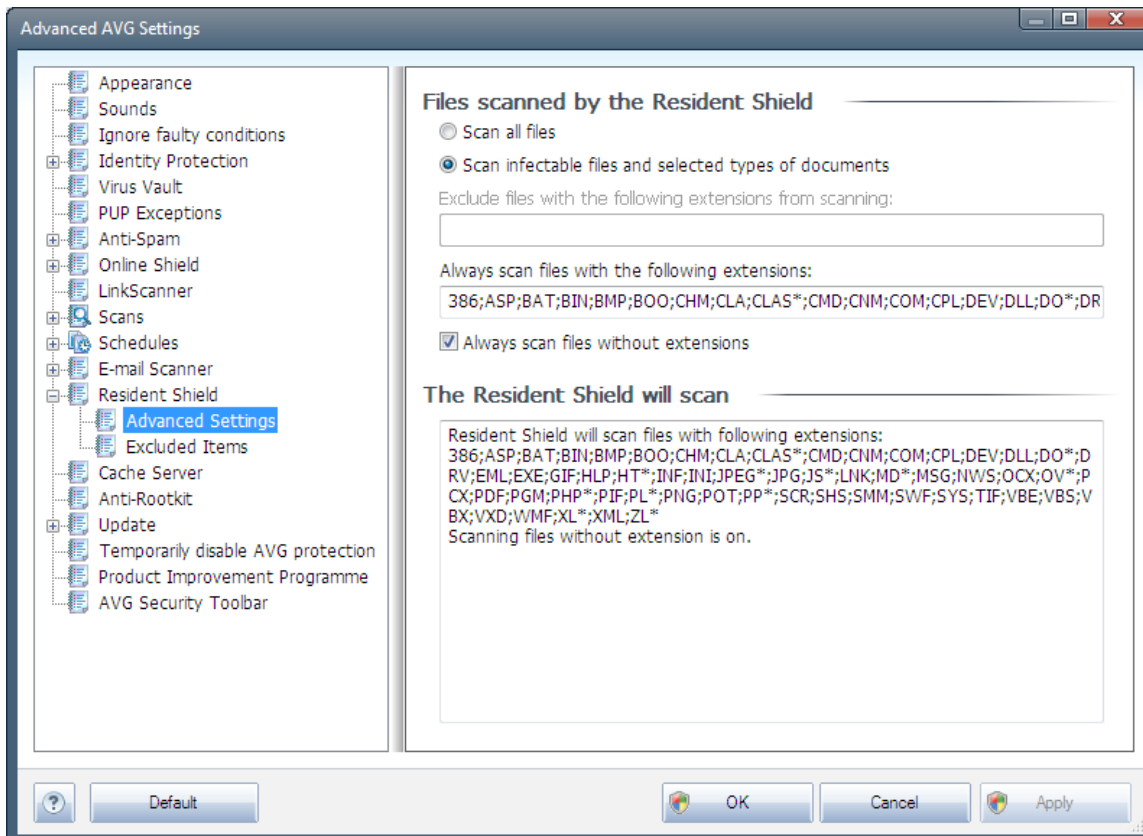 Advanced AVG Settings
Appearance
Sounds
Ignore faulty conditions
Identity Protection
Virus Vault
PUP Exceptions
Anti-Spam
Online Shield
LinkScanner
Scans
Schedules
E-mail Scanner
Resident Shield
Advanced Settings
Excluded Items
Cache Server
Anti-Rootkit
Update
Temporarily disable AVG protection
Product Improvement Programme
AVG Security Toolbar
Files scanned by the Resident Shield
Scan all files
Scan infectable files and selected types of documents
Exclude files with the following extensions from scanning:
Always scan files with the following extensions:
386;ASP;BAT;BIN;BMP;BOO;CHM;CLA;CLAS*;CMD;CNM;COM;CPL;DEV;DLL;DO*;DR
Always scan files without extensions
The Resident Shield will scan
Resident Shield will scan files with following extensions:
386;ASP;BAT;BIN;BMP;BOO;CHM;CLA;CLAS*;CMD;CNM;COM;CPL;DEV;DLL;DO*;D
RV;EML;EXE;GIF;HLP;HT*;INF;INI;JPEG*;JPG;JS*;LNK;MD*;MSG;NWS;OCX;OV*;P
CX;PDF;PGM;PHP*;PIF;PL*;PNG;POT;PP*;SCR;SHS;SMM;SWF;SYS;TIF;VBE;VBS;V
BX;VXD;WMF;XL*;XML;ZL*
Scanning files without extension is on.
?
Default
OK
Cancel
Apply